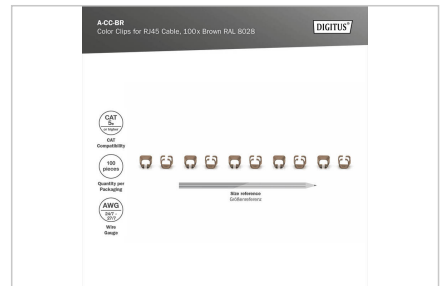 A-CC-BR
Color Clips for RJ45 Cable, 100x Brown RAL 8028
DIGITUS®
CAT
5e
or higher
CAT
Compatibility
100
pieces
Quantity per
Packaging
AWG
24/7 -
27/7
Wire
Gauge
Size reference
Größenreferenz